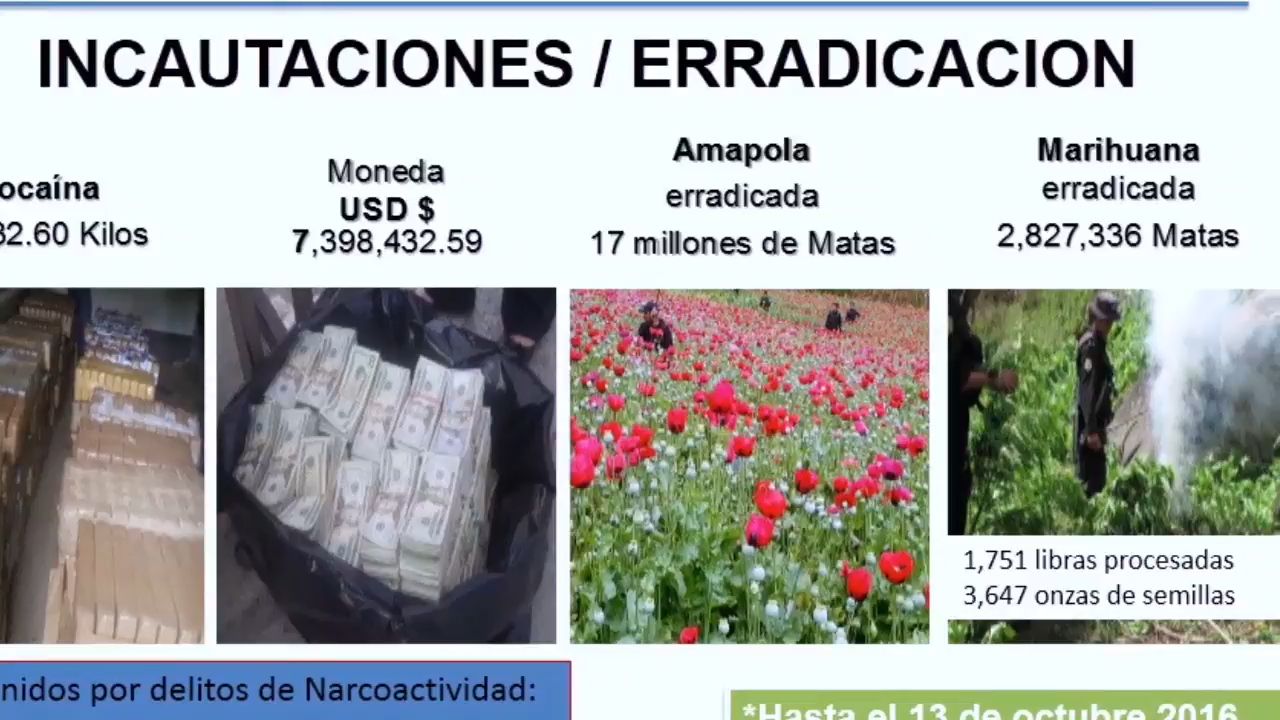 INCAUTACIONES / ERRADICACION
ocaína
32.60 Kilos
Moneda
USD $
7,398,432.59
Amapola
erradicada
17 millones de Matas
Marihuana
erradicada
2,827,336 Matas
1,751 libras procesadas
3,647 onzas de semillas
nidos por delitos de Narcoactividad:
*Hasta el 13 de octubre 2016